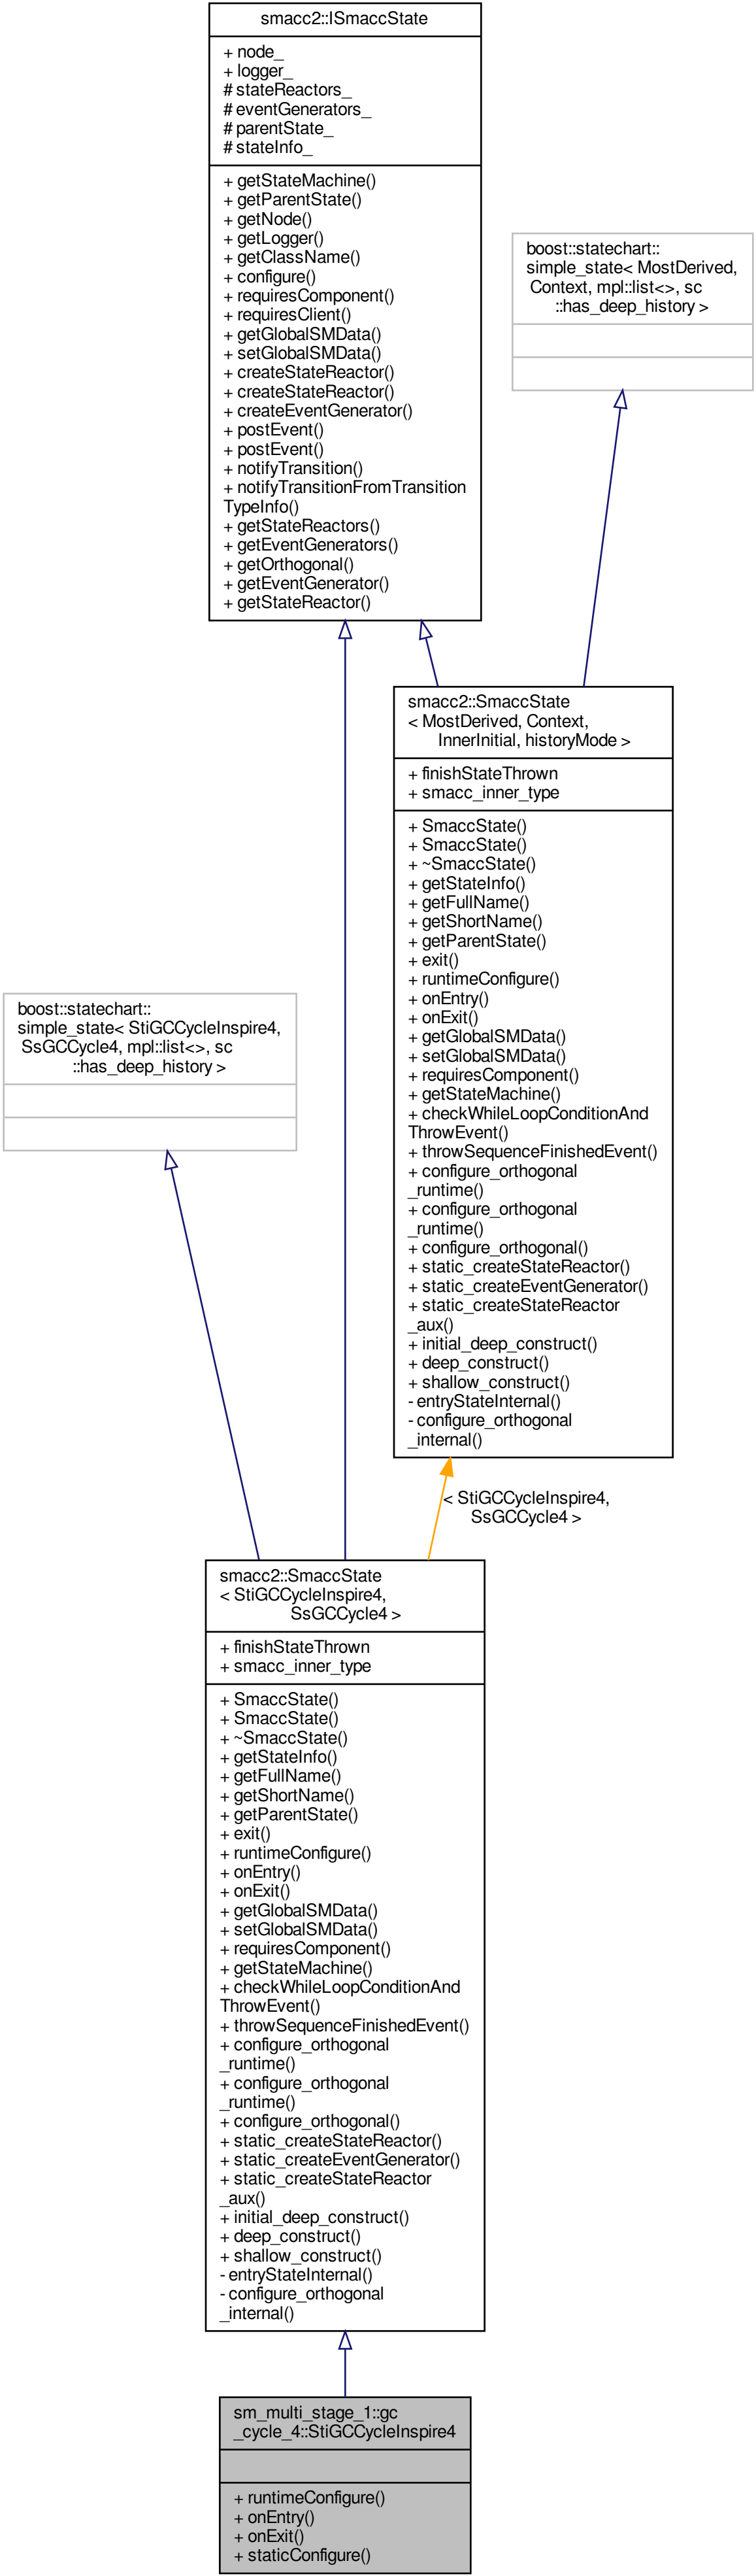 smacc2::ISmaccState
+ node_
+ logger_
# stateReactors_
# eventGenerators_
# parentState_
# stateInfo_
+ getStateMachine()
+ getParentState()
+ getNode()
+ getLogger()
+ getClassName()
+ configure()
+ requiresComponent()
+ requiresClient()
+ getGlobalSMData()
+ setGlobalSMData()
+ createStateReactor()
+ createStateReactor()
+ createEventGenerator()
+ postEvent()
+ postEvent()
+ notifyTransition()
+ notifyTransitionFromTransition
TypeInfo()
+ getStateReactors()
+ getEventGenerators()
+ getOrthogonal()
+ getEventGenerator()
+ getStateReactor()
boost::statechart::
simple_state< MostDerived,
Context, mpl::list<>, sc
::has_deep_history >
smacc2::SmaccState
< MostDerived, Context,
InnerInitial, historyMode >
+ finishStateThrown
+ smacc_inner_type
+ SmaccState()
+ SmaccState()
+ ~SmaccState()
+ getStateInfo()
+ getFullName()
+ getShortName()
+ getParentState()
+ exit()
+ runtimeConfigure()
+ onEntry()
+ onExit()
+ getGlobalSMData()
+ setGlobalSMData()
+ requiresComponent()
+ getStateMachine()
+ checkWhileLoopConditionAnd
ThrowEvent()
+ throwSequenceFinishedEvent()
+ configure_orthogonal
_runtime()
+ configure_orthogonal
_runtime()
+ configure_orthogonal()
+ static_createStateReactor()
+ static_createEventGenerator()
+ static_createStateReactor
_aux()
+ initial_deep_construct()
+ deep_construct()
+ shallow_construct()
- entryStateInternal()
- configure_orthogonal
_internal()
boost::statechart::
simple_state< StiGCCycleInspire4,
SsGCCycle4, mpl::list<>, sc
::has_deep_history >
< StiGCCycleInspire4,
SsGCCycle4 >
smacc2::SmaccState
< StiGCCycleInspire4,
SsGCCycle4 >
+ finishStateThrown
+ smacc_inner_type
+ SmaccState()
+ SmaccState()
+ ~SmaccState()
+ getStateInfo()
+ getFullName()
+ getShortName()
+ getParentState()
+ exit()
+ runtimeConfigure()
+ onEntry()
+ onExit()
+ getGlobalSMData()
+ setGlobalSMData()
+ requiresComponent()
+ getStateMachine()
+ checkWhileLoopConditionAnd
ThrowEvent()
+ throwSequenceFinishedEvent()
+ configure_orthogonal
_runtime()
+ configure_orthogonal
_runtime()
+ configure_orthogonal()
+ static_createStateReactor()
+ static_createEventGenerator()
+ static_createStateReactor
_aux()
+ initial_deep_construct()
+ deep_construct()
+ shallow_construct()
- entryStateInternal()
- configure_orthogonal
_internal()
sm_multi_stage_1::gc
_cycle_4::StiGCCycleInspire4
+ runtimeConfigure()
+ onEntry()
+ onExit()
+ staticConfigure()